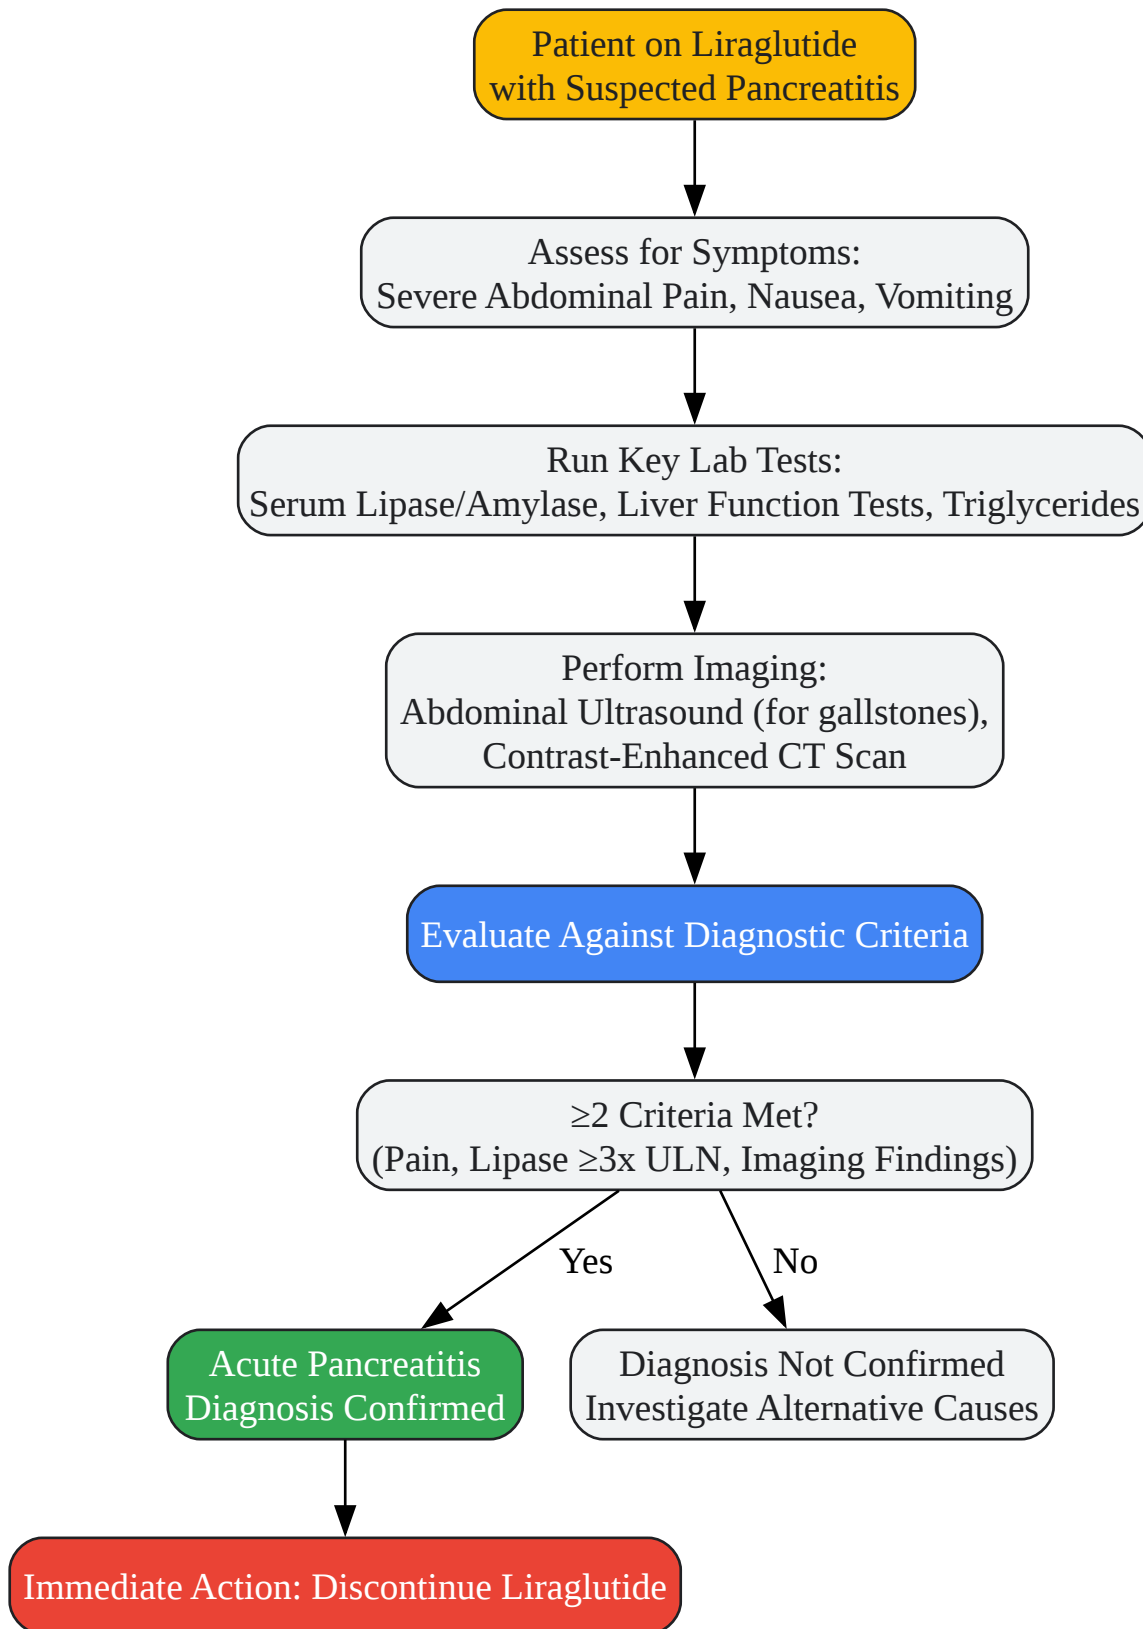 Patient on Liraglutide
with Suspected Pancreatitis
Assess for Symptoms:
Severe Abdominal Pain, Nausea, Vomiting
Run Key Lab Tests:
Serum Lipase/Amylase, Liver Function Tests, Triglycerides
Perform Imaging:
Abdominal Ultrasound (for gallstones),
Contrast-Enhanced CT Scan
Evaluate Against Diagnostic Criteria
≥2 Criteria Met?
(Pain, Lipase ≥3x ULN, Imaging Findings)
Yes
No
Acute Pancreatitis
Diagnosis Confirmed
Diagnosis Not Confirmed
Investigate Alternative Causes
Immediate Action: Discontinue Liraglutide